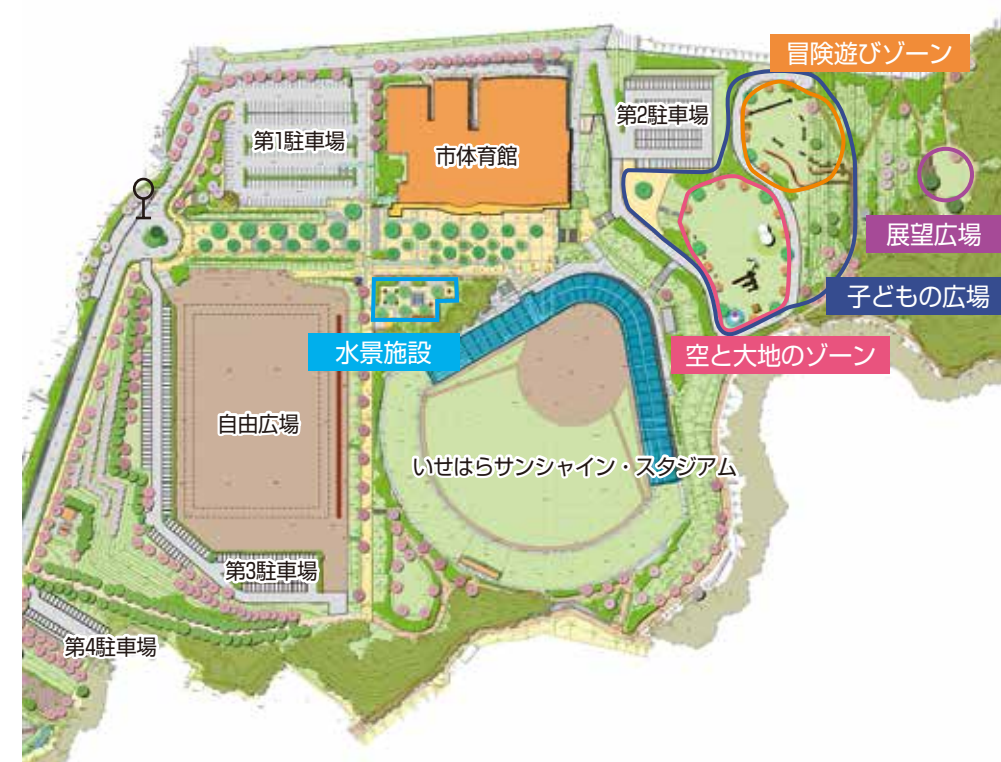 冒険遊びゾーン
第2駐車場
第1駐車場
市体育館
展望広場
子どもの広場
水景施設
空と大地のゾーン
自由広場
いせはらサンシャイン・スタジアム
第3駐車場
第4駐車場